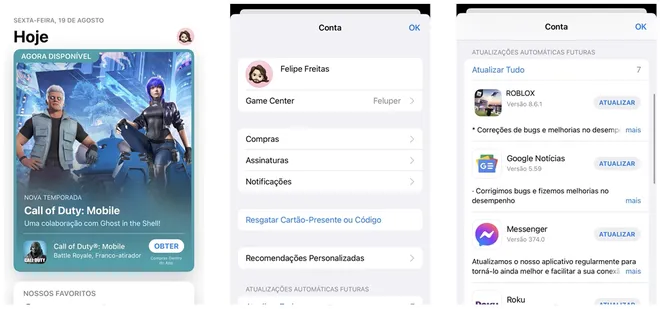 SEXTA-FEIRA, 19 DE AGOSTO
Hoje
AGORA DISPONÍVEL
NOVA TEMPORADA
Call of Duty: Mobile
Uma colaboração com Ghost in the Shell!
CALL OF DUTY
Call of Duty®: Mobile
Battle Royale, Franco-atirador
OBTER
Compras Dentro do App
NOSSOS FAVORITOS
Conta
OK
Felipe Freitas
Game Center
Feluper
Compras
Assinaturas
Notificações
Resgatar Cartão-Presente ou Código
Recomendações Personalizadas
ATUALIZAÇÕES AUTOMÁTICAS FUTURAS
Conta
OK
ATUALIZAÇÕES AUTOMÁTICAS FUTURAS
Atualizar Tudo
7
ROBLOX
Versão 8.6.1
ATUALIZAR
* Correções de bugs e melhorias no desemp
mais
Google Notícias
Versão 5.59
ATUALIZAR
· Corrigimos bugs e fizemos melhorias no
desempenho
mais
Messenger
Versão 374.0
ATUALIZAR
Atualizamos o nosso aplicativo regularmente para
torná-lo ainda melhor e facilitar a sua conexã
mais
Roku